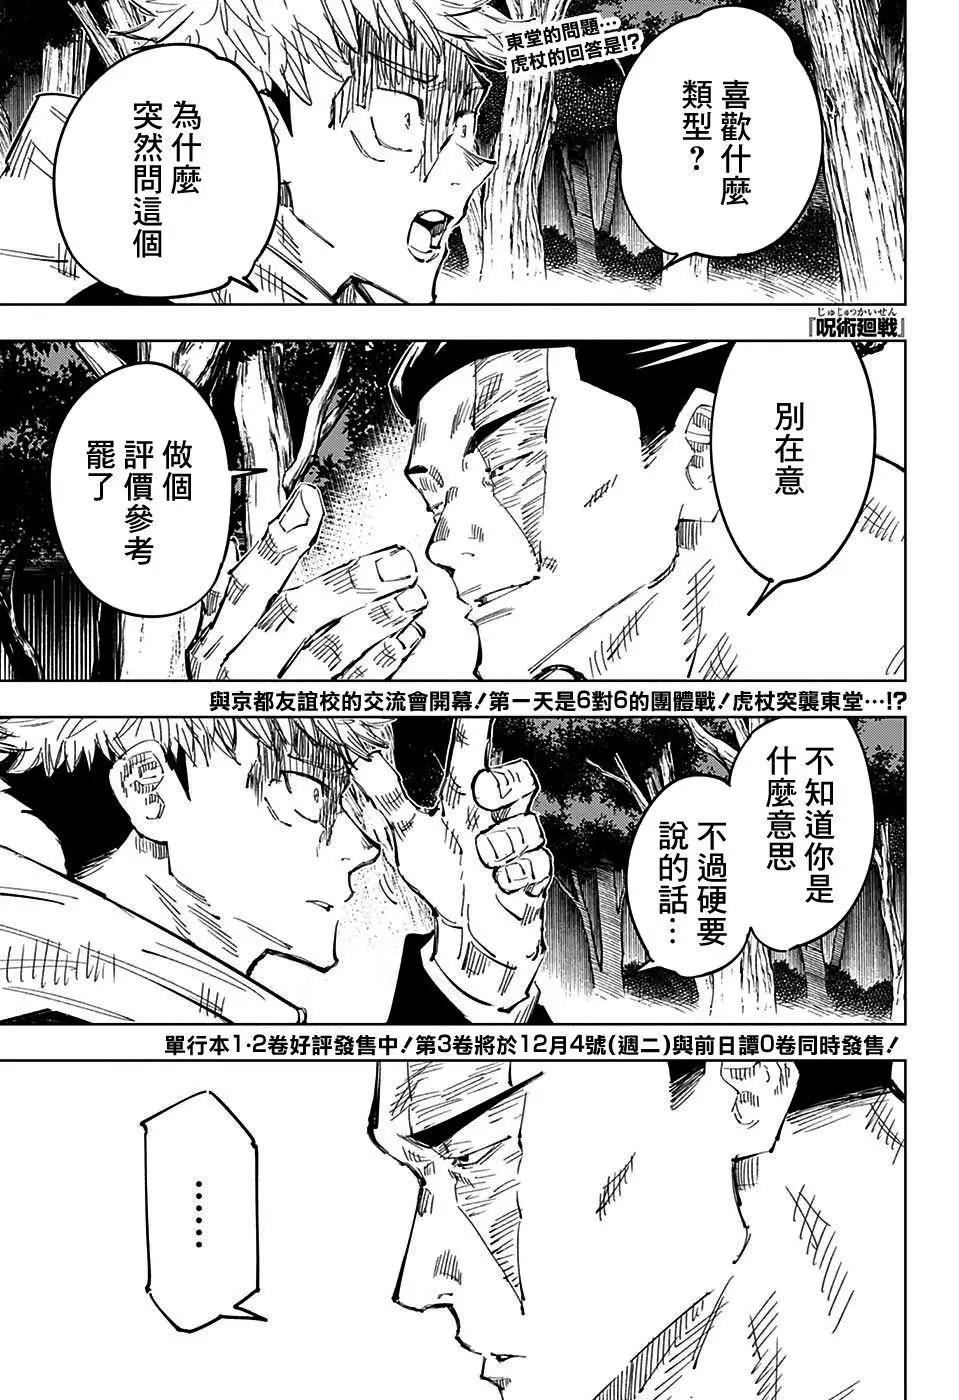 東堂的問題…
虎杖的回答是!?
喜歡什麼
類型？
為什麼
突然問這個
じゅじゅつかいせん
『呪術廻戦』
別在意
做個
評價參考
罷了
與京都友誼校的交流會開幕！第一天是6對6的團體戰！虎杖突襲東堂…!?
不知道你是
什麼意思
不過硬要
說的話…
單行本1·2卷好評發售中！第3卷將於12月4號(週二)與前日譚0卷同時發售！
……